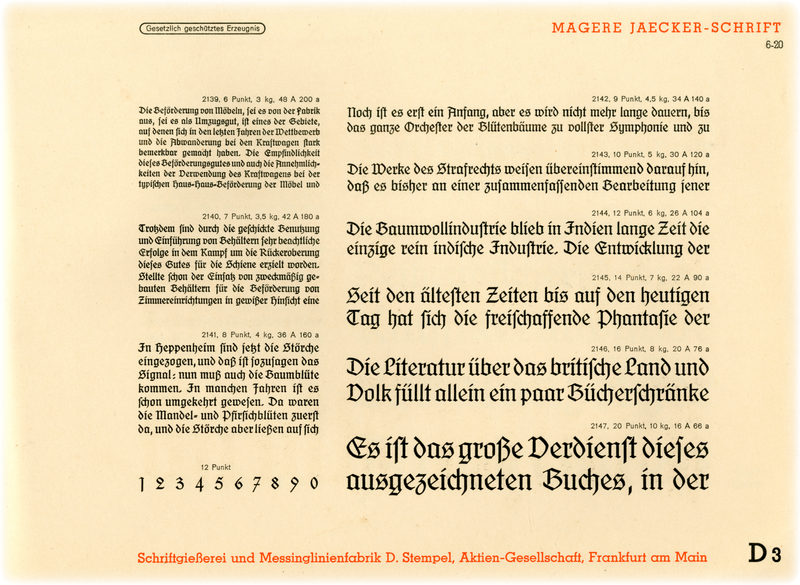 Gesetzlich geschütztes Erzeugnis
MAGERE JAECKER-SCHRIFT
6-20
2139, 6 Punkt, 3 kg, 48 A 200 a
Die Beförderung von Möbeln, sei es von der Fabrik
aus, sei es als Umzugsgut, ist eines der Gebiete,
auf denen sich in den letzten Jahren der Wettbewerb
und die Abwanderung bei den Kraftwagen stark
bemerkbar gemacht haben. Die Empfindlichkeit
dieses Beförderungsgutes und auch die Annehmlich-
keiten der Verwendung des Kraftwagens bei der
typischen Haus-Haus-Beförderung der Möbel und
2140, 7 Punkt, 3,5 kg, 42 A 180 a
Trotzdem sind durch die geschickte Benutzung
und Einführung von Behältern sehr beachtliche
Erfolge in dem Kampf um die Rückeroberung
dieses Gutes für die Schiene erzielt worden.
Stellte schon der Einsatz von zweckmäßig ge-
bauten Behältern für die Beförderung von
Zimmereinrichtungen in gewisser Hinsicht eine
2141, 8 Punkt, 4 kg, 36 A 160 a
In Heppenheim sind jetzt die Störche
eingezogen, und daß ist sozusagen das
Signal: nun muß auch die Baumblüte
kommen. In manchen Jahren ist es
schon umgekehrt gewesen. Da waren
die Mandel- und Pfirsichblüten zuerst
da, und die Störche aber ließen auf sich
12 Punkt
1 2 3 4 5 6 7 8 9 0
2142, 9 Punkt, 4,5 kg, 34 A 140 a
Noch ist es erst ein Anfang, aber es wird nicht mehr lange dauern, bis
das ganze Orchester der Blütenbäume zu vollster Symphonie und zu
2143, 10 Punkt, 5 kg, 30 A 120 a
Die Werke des Strafrechts weisen übereinstimmend darauf hin,
daß es bisher an einer zusammenfassenden Bearbeitung jener
2144, 12 Punkt, 6 kg, 26 A 104 a
Die Baumwollindustrie blieb in Indien lange Zeit die
einzige rein indische Industrie. Die Entwicklung der
2145, 14 Punkt, 7 kg, 22 A 90 a
Seit den ältesten Zeiten bis auf den heutigen
Tag hat sich die freischaffende Phantasie der
2146, 16 Punkt, 8 kg, 20 A 76 a
Die Literatur über das britische Land und
Volk füllt allein ein paar Bücherschränke
2147, 20 Punkt, 10 kg, 16 A 66 a
Es ist das große Verdienst dieses
ausgezeichneten Buches, in der
Schriftgießerei und Messinglinienfabrik D. Stempel, Aktien-Gesellschaft, Frankfurt am Main
D 3